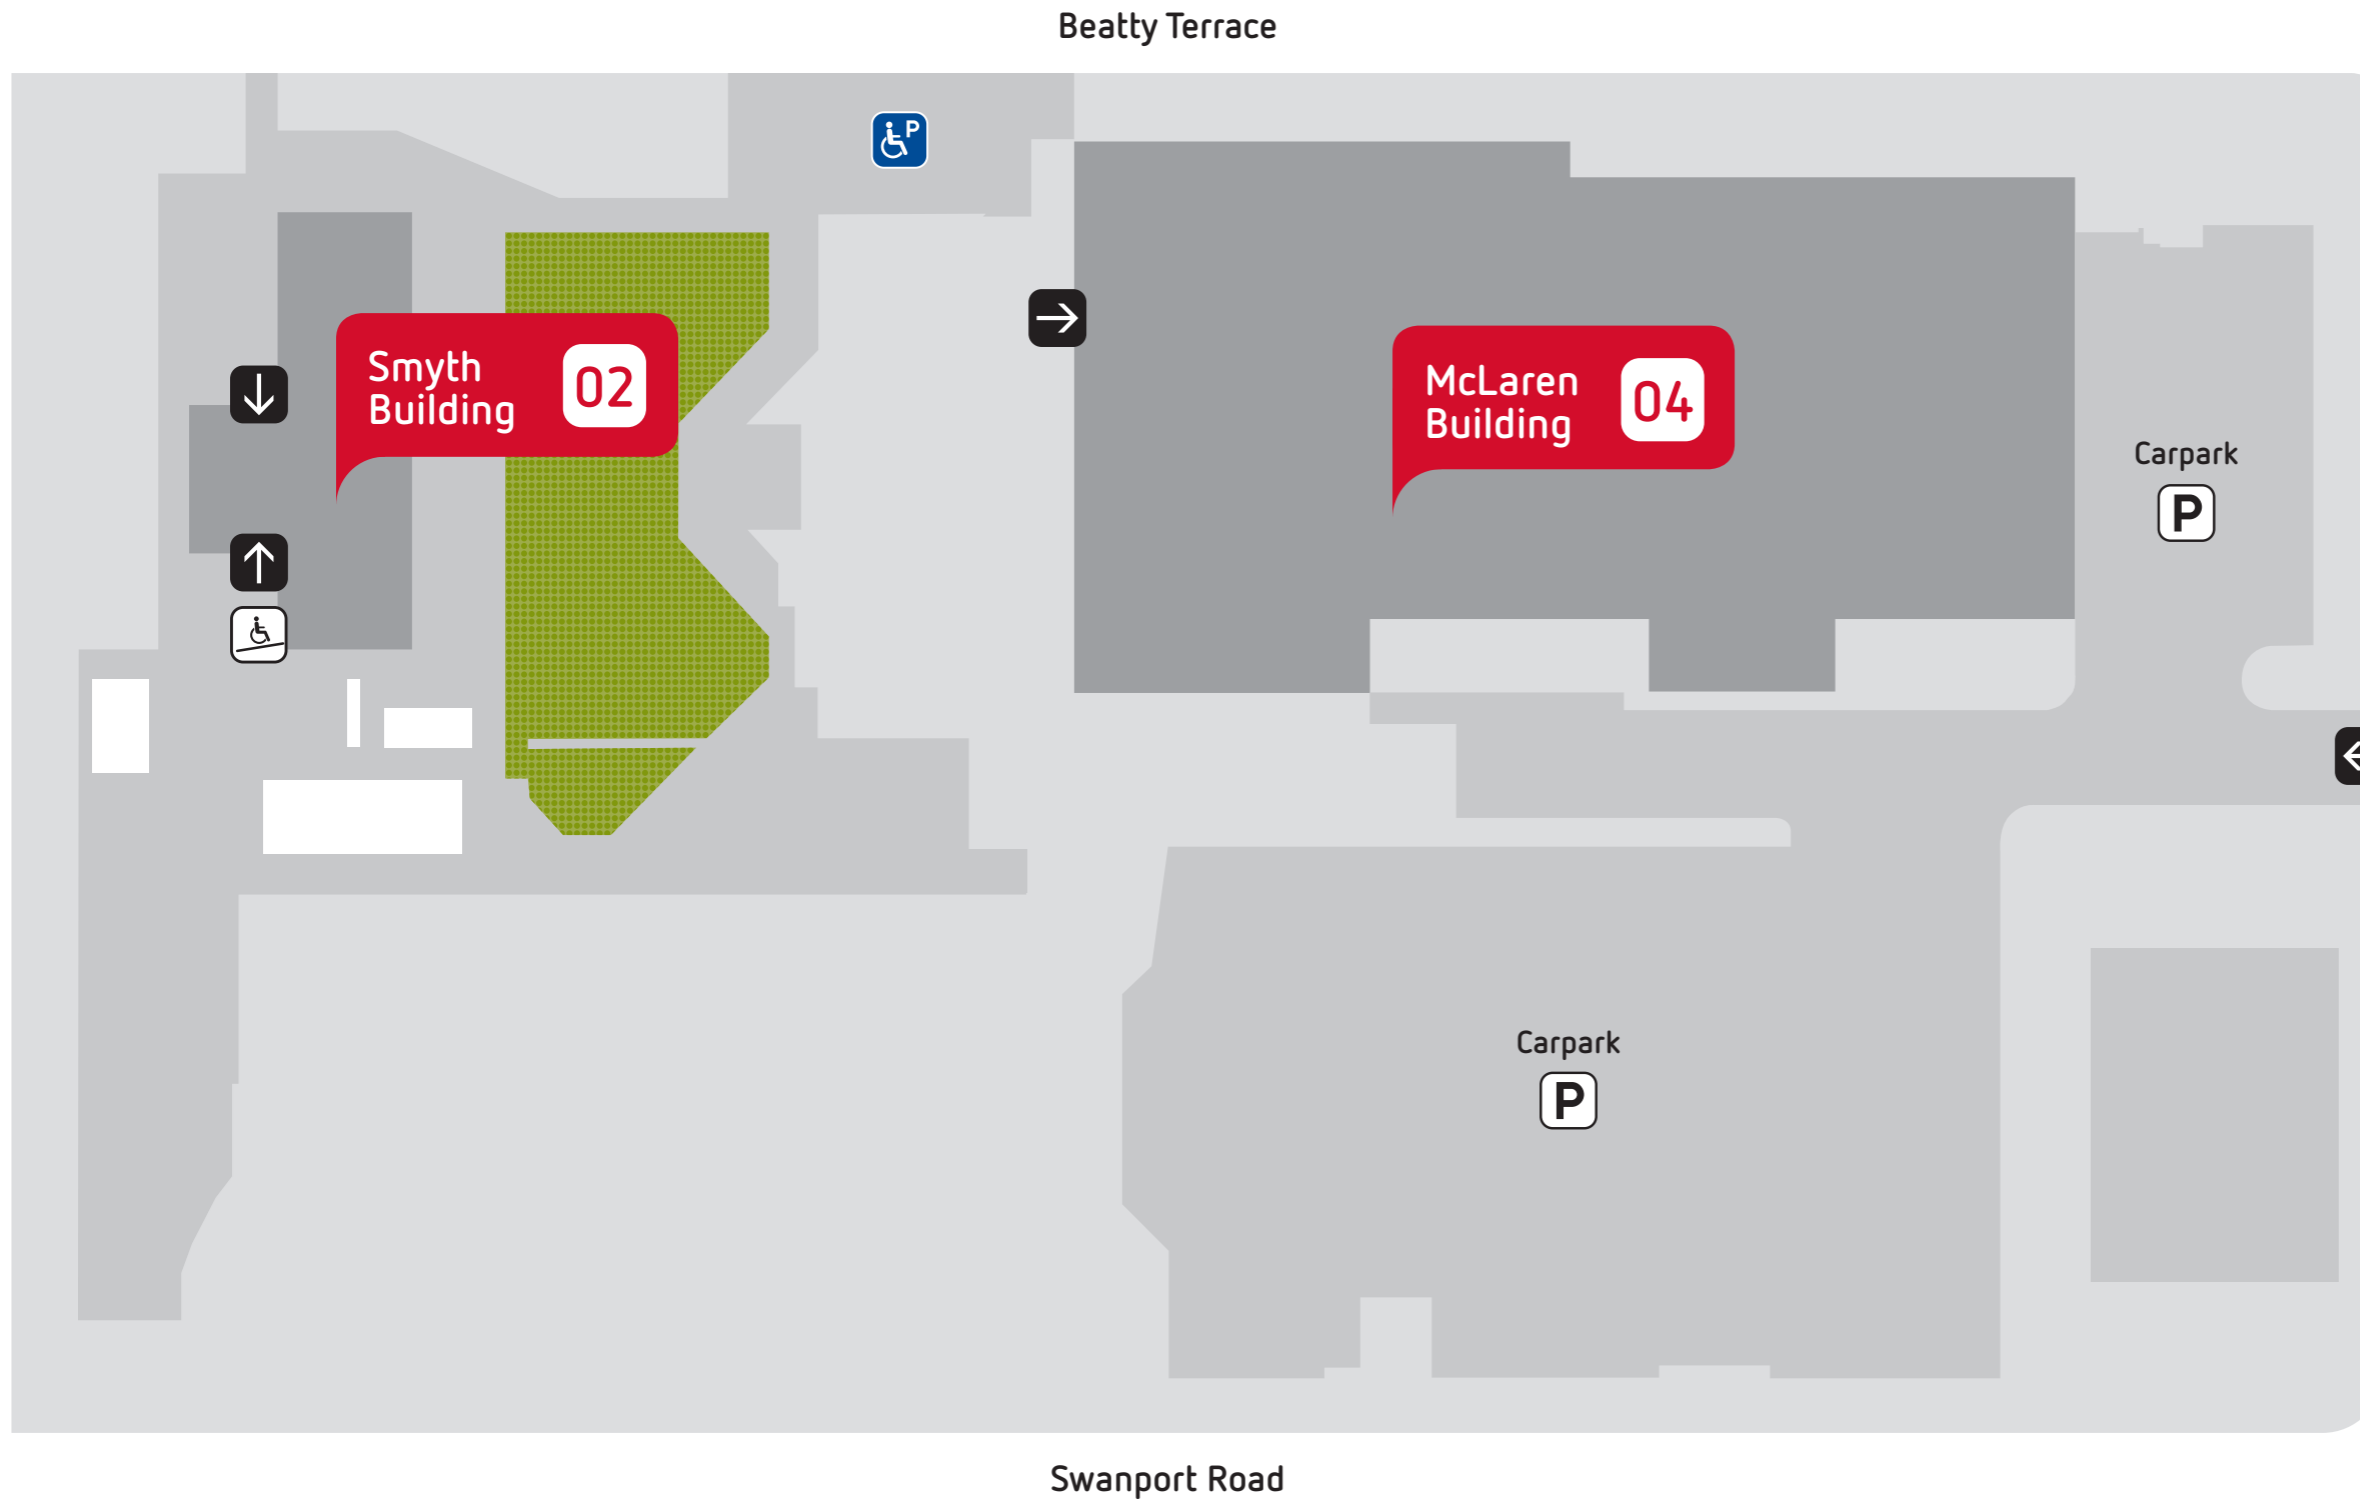 Beatty Terrace
P
Smyth
Building
02
McLaren
Building
04
Carpark
P
Carpark
P
Swanport Road